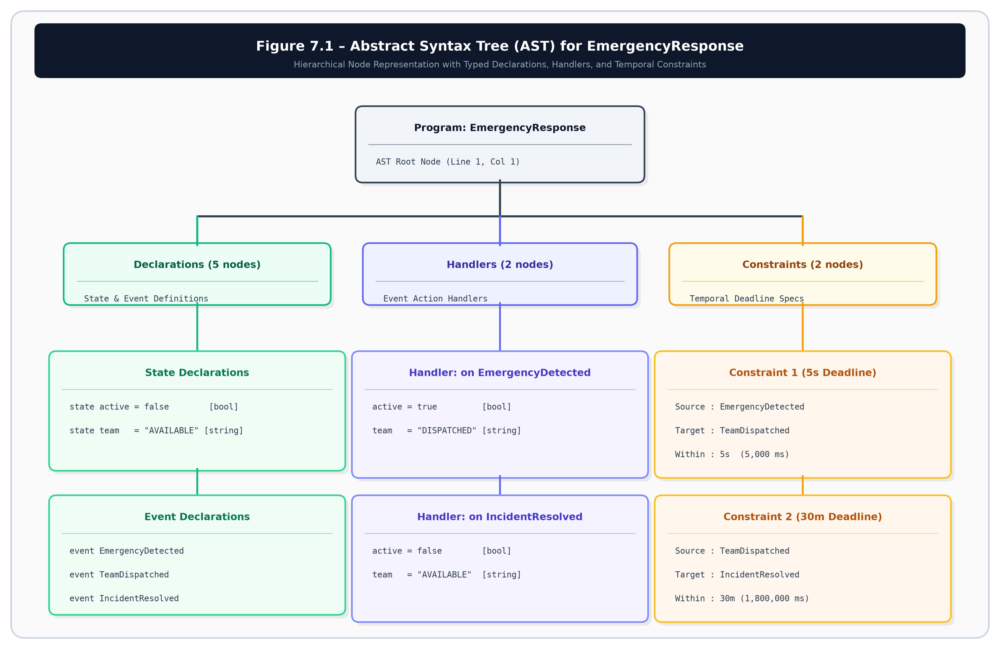 Figure 7.1 – Abstract Syntax Tree (AST) for EmergencyResponse
Hierarchical Node Representation with Typed Declarations, Handlers, and Temporal Constraints
Program: EmergencyResponse
AST Root Node (Line 1, Col 1)
Declarations (5 nodes)
State & Event Definitions
Handlers (2 nodes)
Event Action Handlers
Constraints (2 nodes)
Temporal Deadline Specs
State Declarations
state active = false        [bool]
state team   = "AVAILABLE" [string]
Handler: on EmergencyDetected
active = true         [bool]
team   = "DISPATCHED" [string]
Constraint 1 (5s Deadline)
Source : EmergencyDetected
Target : TeamDispatched
Within : 5s  (5,000 ms)
Event Declarations
event EmergencyDetected
event TeamDispatched
event IncidentResolved
Handler: on IncidentResolved
active = false        [bool]
team   = "AVAILABLE"  [string]
Constraint 2 (30m Deadline)
Source : TeamDispatched
Target : IncidentResolved
Within : 30m (1,800,000 ms)